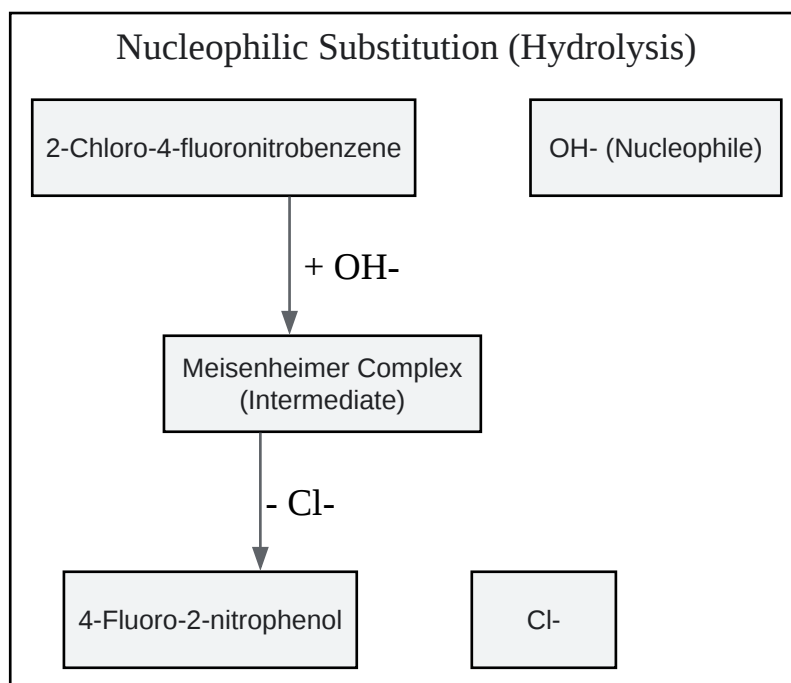 Nucleophilic Substitution (Hydrolysis)
2-Chloro-4-fluoronitrobenzene
OH- (Nucleophile)
+ OH-
Meisenheimer Complex
(Intermediate)
- Cl-
4-Fluoro-2-nitrophenol
Cl-